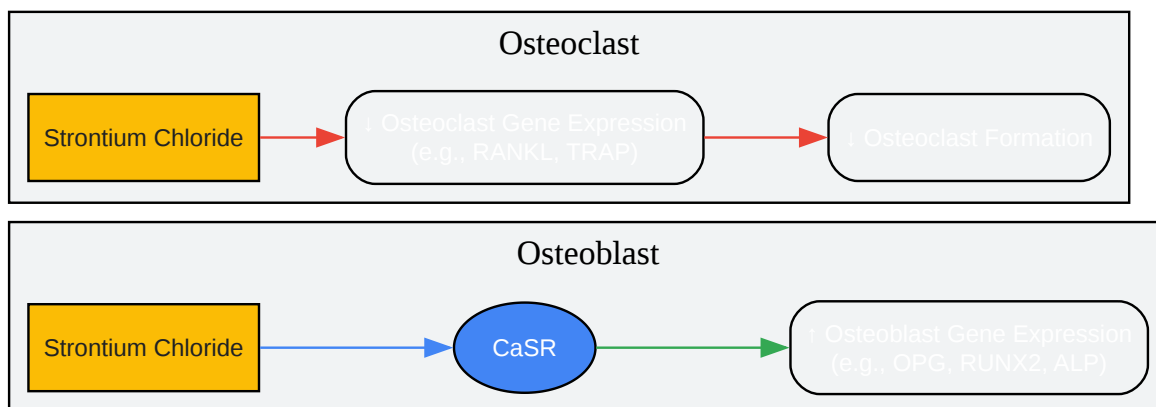 Osteoclast
Strontium Chloride
↓ Osteoclast Gene Expression
(e.g., RANKL, TRAP)
↓ Osteoclast Formation
Osteoblast
Strontium Chloride
CaSR
↑ Osteoblast Gene Expression
(e.g., OPG, RUNX2, ALP)